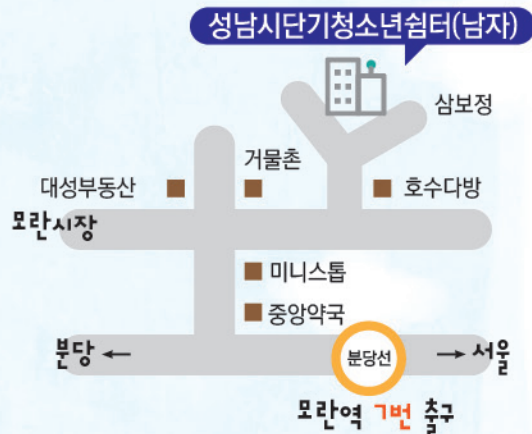 성남시단기청소년쉼터(남자)
삼보정
거물촌
대성부동산
호수다방
모란시장
미니스톱
중앙약국
분당 ←
분당선
→ 서울
모란역 7번 출구